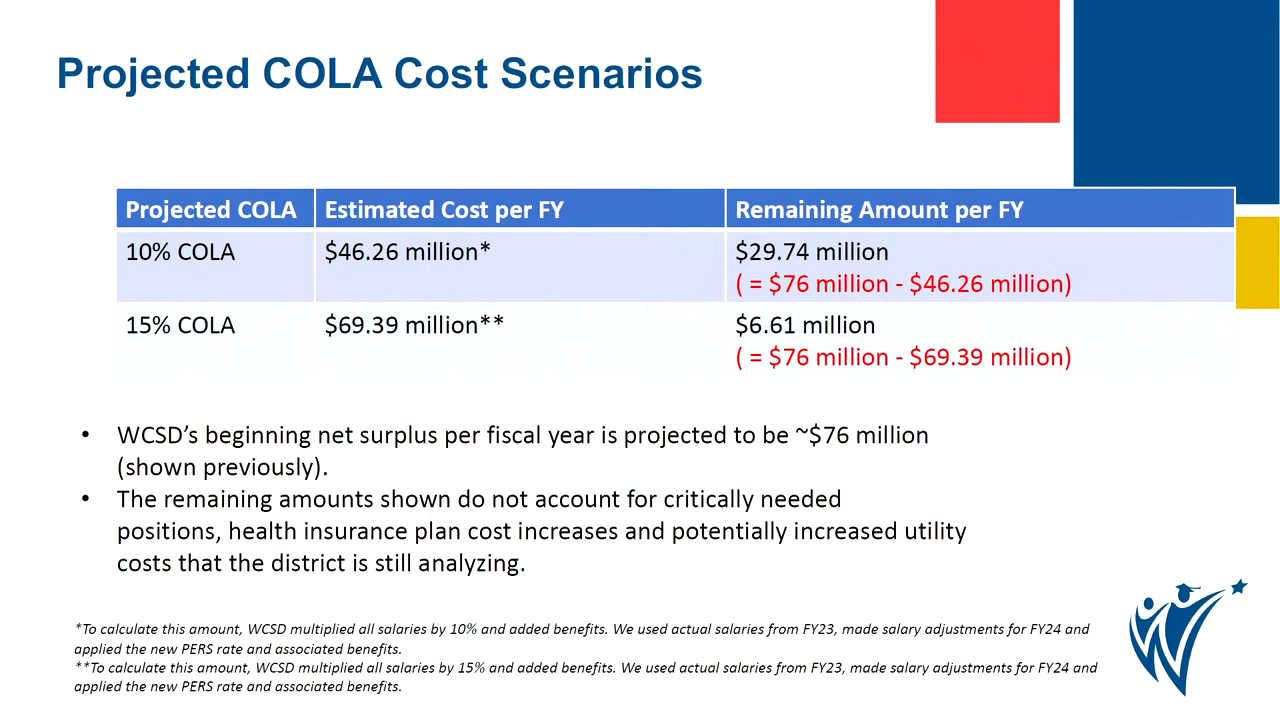 Projected COLA Cost Scenarios
Projected COLA Estimated Cost per FY Remaining Amount per FY
10% COLA $46.26 million* $29.74 million
( = $76 million - $46.26 million)
15% COLA $69.39 million** $6.61 million
( = $76 million - $69.39 million)
• WCSD’s beginning net surplus per fiscal year is projected to be ~$76 million
(shown previously).
• The remaining amounts shown do not account for critically needed
positions, health insurance plan cost increases and potentially increased utility
costs that the district is still analyzing.
*To calculate this amount, WCSD multiplied all salaries by 10% and added benefits. We used actual salaries from FY23, made salary adjustments for FY24 and
applied the new PERS rate and associated benefits.
**To calculate this amount, WCSD multiplied all salaries by 15% and added benefits. We used actual salaries from FY23, made salary adjustments for FY24 and
applied the new PERS rate and associated benefits.